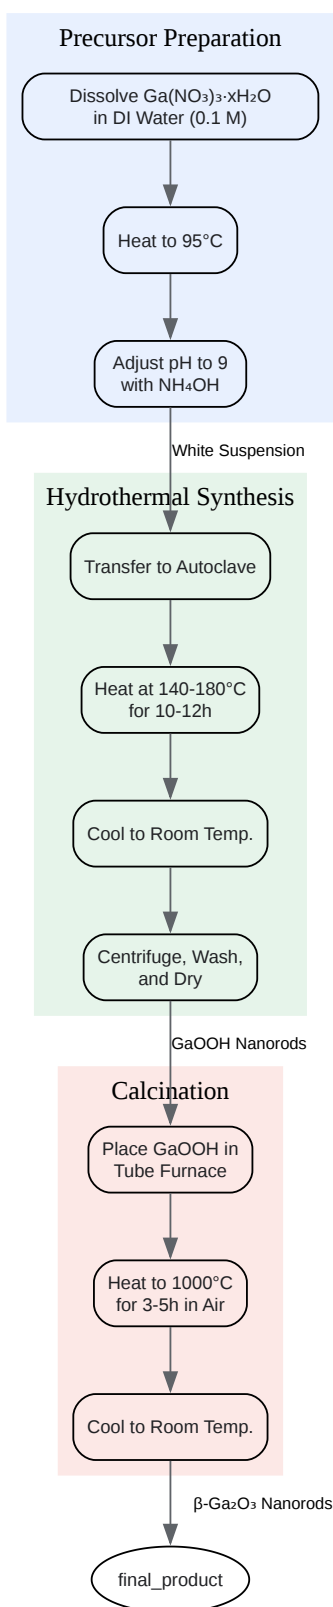 Precursor Preparation
Dissolve Ga(NO₃)₃·xH₂O
in DI Water (0.1 M)
Heat to 95°C
Adjust pH to 9
with NH₄OH
White Suspension
Hydrothermal Synthesis
Transfer to Autoclave
Heat at 140-180°C
for 10-12h
Cool to Room Temp.
Centrifuge, Wash,
and Dry
GaOOH Nanorods
Calcination
Place GaOOH in
Tube Furnace
Heat to 1000°C
for 3-5h in Air
Cool to Room Temp.
β-Ga₂O₃ Nanorods
final_product